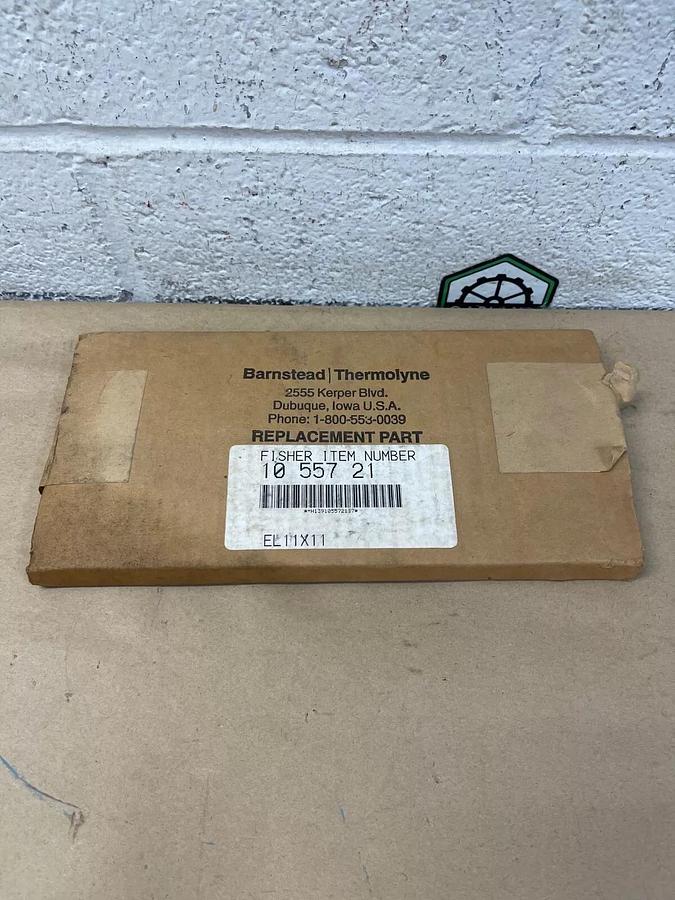 Barnstead | Thermolyne
2555 Kerper Blvd.
Dubuque, Iowa U.S.A.
Phone: 1-800-553-0039
REPLACEMENT PART
FISHER ITEM NUMBER
10 557 21
EL11X11